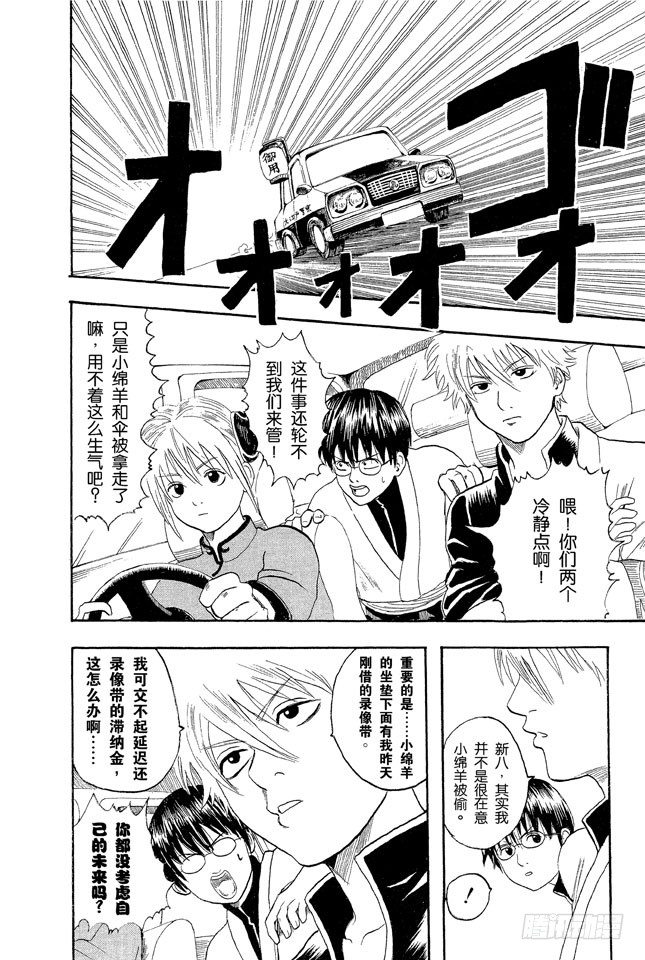 ゴオオオオオ
御用
喂！你们两个
冷静点啊！
这件事还轮不
到我们来管！
只是小绵羊和伞被拿走了
嘛，用不着这么生气吧？
新八，其实我
并不是很在意
小绵羊被偷。
！
重要的是……小绵羊
的坐垫下面有我昨天
刚借的录像带。
我可交不起延迟还
录像带的滞纳金，
这怎么办啊……
你都没考虑自
己的未来吗？
腾讯动漫